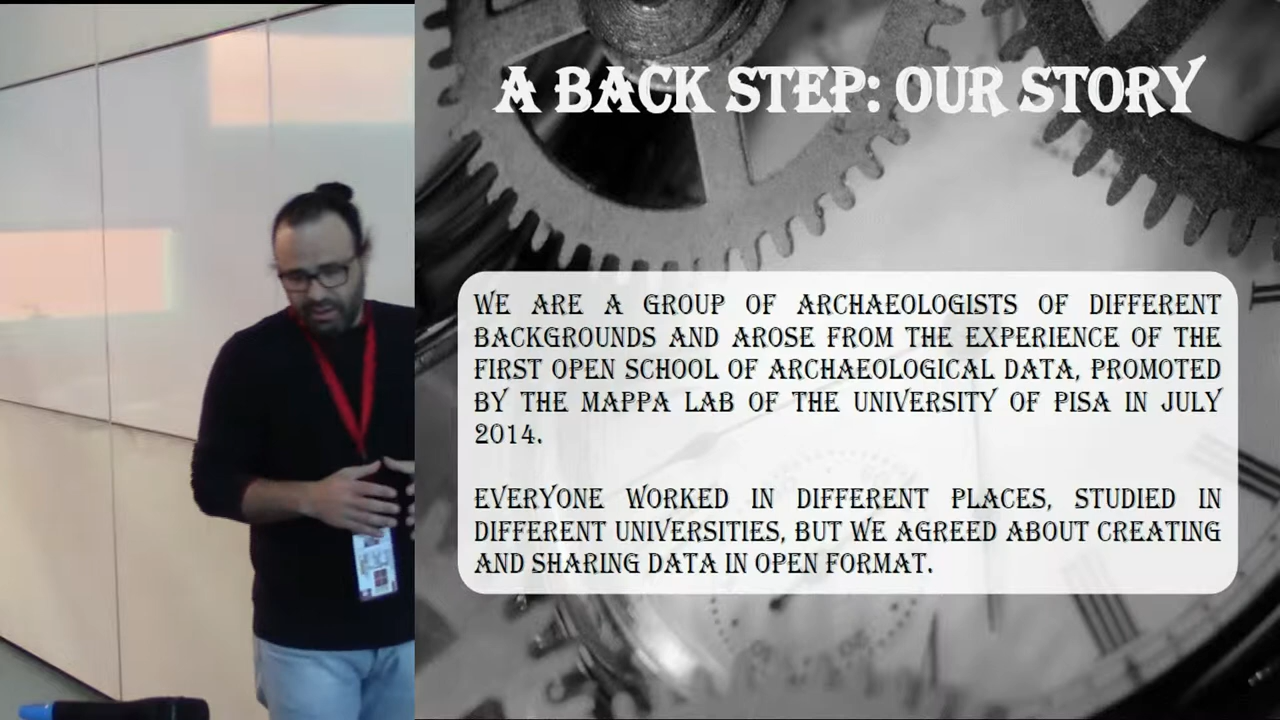 A BACK STEP: OUR STORY
WE ARE A GROUP OF ARCHAEOLOGISTS OF DIFFERENT
BACKGROUNDS AND AROSE FROM THE EXPERIENCE OF THE
FIRST OPEN SCHOOL OF ARCHAEOLOGICAL DATA, PROMOTED
BY THE MAPPA LAB OF THE UNIVERSITY OF PISA IN JULY
2014.
EVERYONE WORKED IN DIFFERENT PLACES, STUDIED IN
DIFFERENT UNIVERSITIES, BUT WE AGREED ABOUT CREATING
AND SHARING DATA IN OPEN FORMAT.